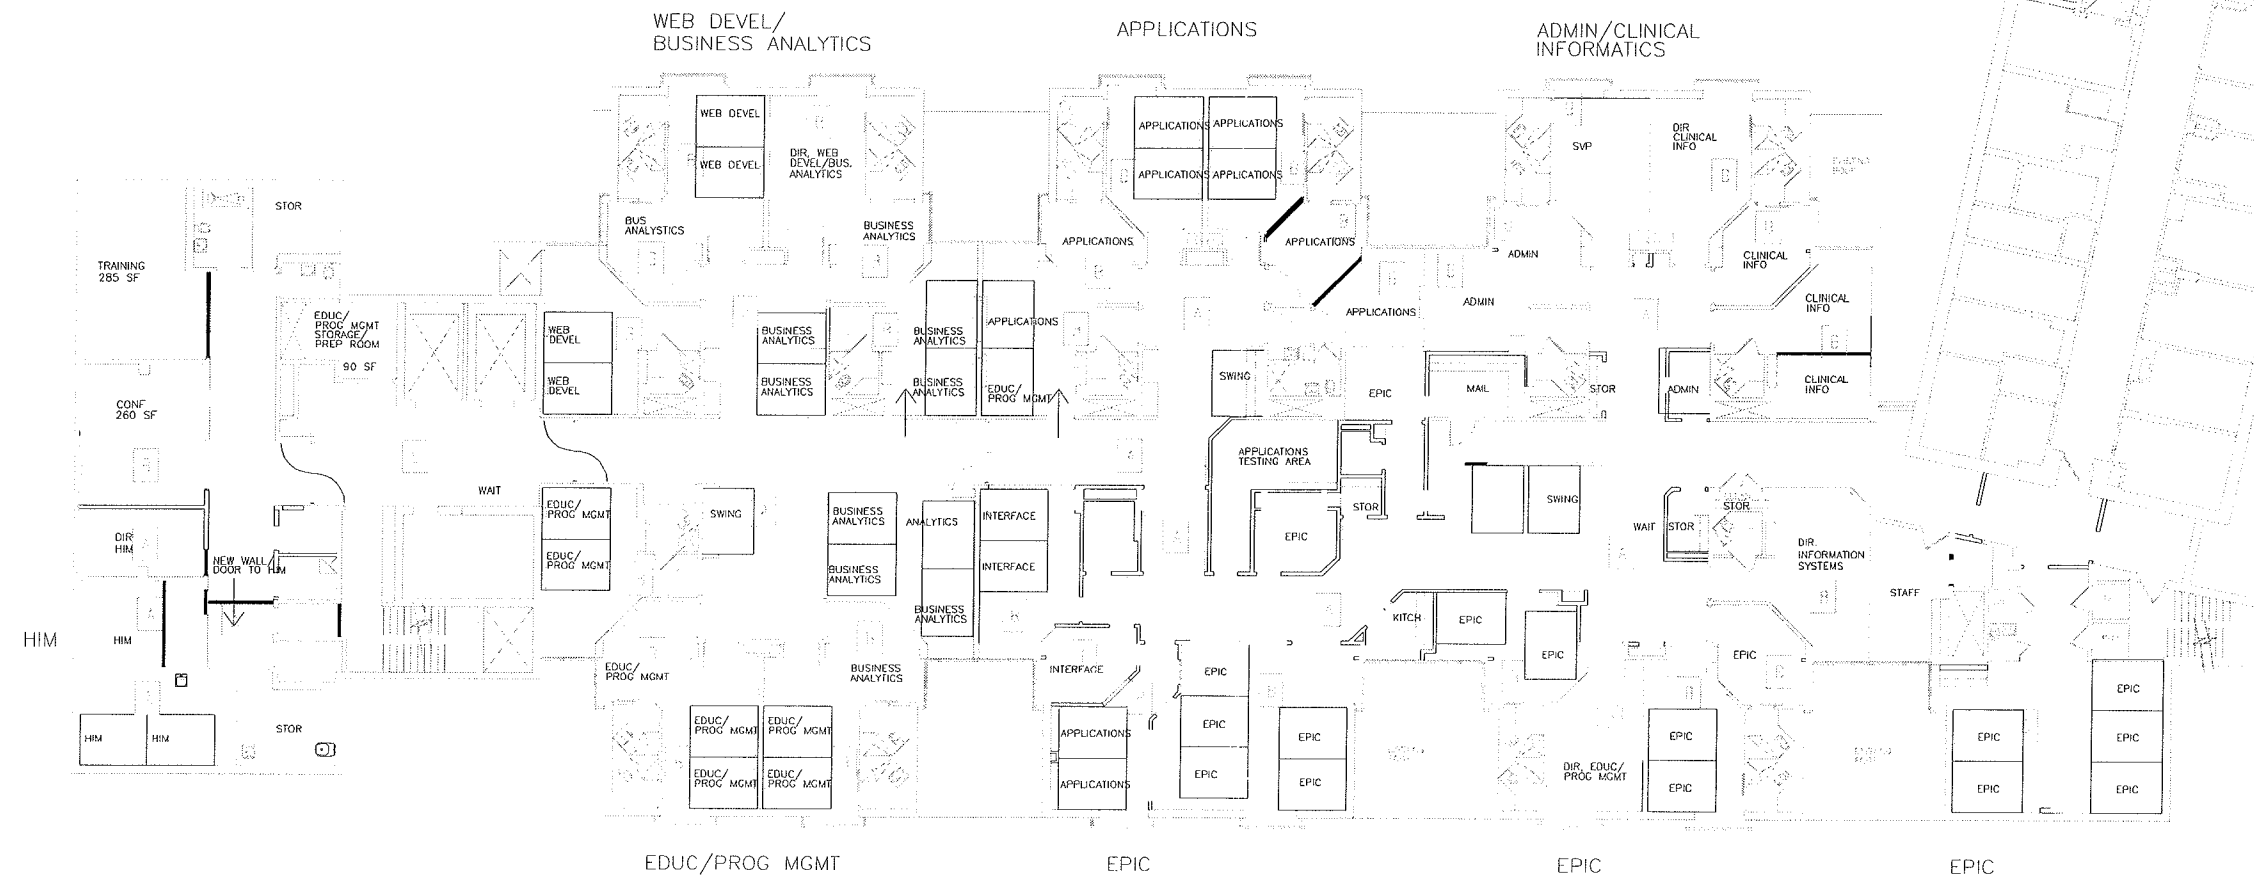 WEB DEVEL/
BUSINESS ANALYTICS
APPLICATIONS
ADMIN/CLINICAL
INFORMATICS
WEB DEVEL
WEB DEVEL
DIR, WEB
DEVEL/BUS.
ANALYTICS
BUS
ANALYSTICS
BUSINESS
ANALYTICS
APPLICATIONS
APPLICATIONS
APPLICATIONS
APPLICATIONS
APPLICATIONS
APPLICATIONS
APPLICATIONS
SVP
DIR
CLINICAL
INFO
ADMIN
ADMIN
CLINICAL
INFO
CLINICAL
INFO
CLINICAL
INFO
STOR
TRAINING
285 SF
EDUC/
PROG MGMT
STORAGE/
PREP ROOM
90 SF
CONF
260 SF
WEB
DEVEL
WEB
DEVEL
BUSINESS
ANALYTICS
BUSINESS
ANALYTICS
BUSINESS
ANALYTICS
BUSINESS
ANALYTICS
APPLICATIONS
EDUC/
PROG MGMT
SWING
EPIC
MAIL
STOR
ADMIN
WAIT
APPLICATIONS
TESTING AREA
STOR
EPIC
SWING
WAIT
STOR
STOR
DIR.
INFORMATION
SYSTEMS
STAFF
DIR
HIM
NEW WALL/
DOOR TO HIM
EDUC/
PROG MGMT
EDUC/
PROG MGMT
SWING
BUSINESS
ANALYTICS
BUSINESS
ANALYTICS
ANALYTICS
BUSINESS
ANALYTICS
INTERFACE
INTERFACE
KITCH
EPIC
EPIC
EPIC
HIM
HIM
EDUC/
PROG MGMT
BUSINESS
ANALYTICS
INTERFACE
EPIC
EPIC
EPIC
HIM
HIM
STOR
EDUC/
PROG MGMT
EDUC/
PROG MGMT
EDUC/
PROG MGMT
EDUC/
PROG MGMT
APPLICATIONS
APPLICATIONS
EPIC
EPIC
DIR, EDUC/
PROG MGMT
EPIC
EPIC
EPIC
EPIC
EPIC
EPIC
EPIC
EDUC/PROG MGMT
EPIC
EPIC
EPIC